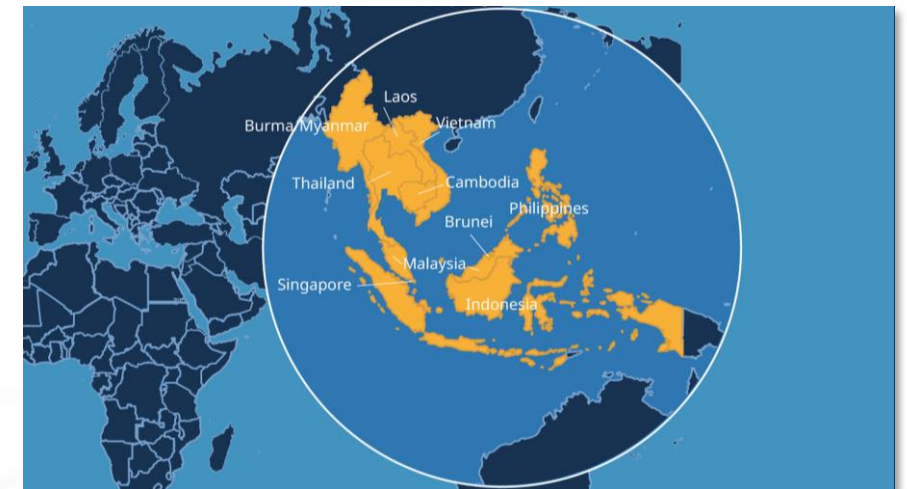 Laos
Burma/Myanmar
Vietnam
Thailand
Cambodia
Philippines
Brunei
Malaysia
Singapore
Indonesia